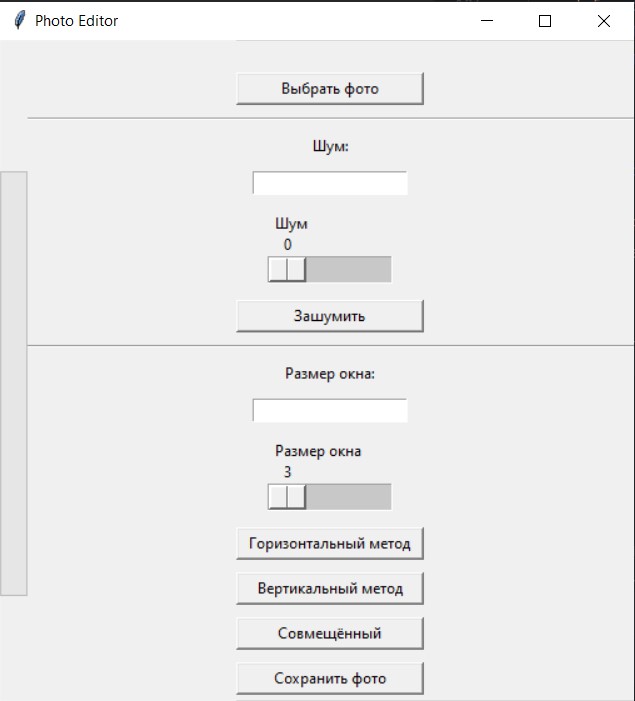 Photo Editor
Выбрать фото
Шум:
Шум
0
Зашумить
Размер окна:
Размер окна
3
Горизонтальный метод
Вертикальный метод
Совмещённый
Сохранить фото